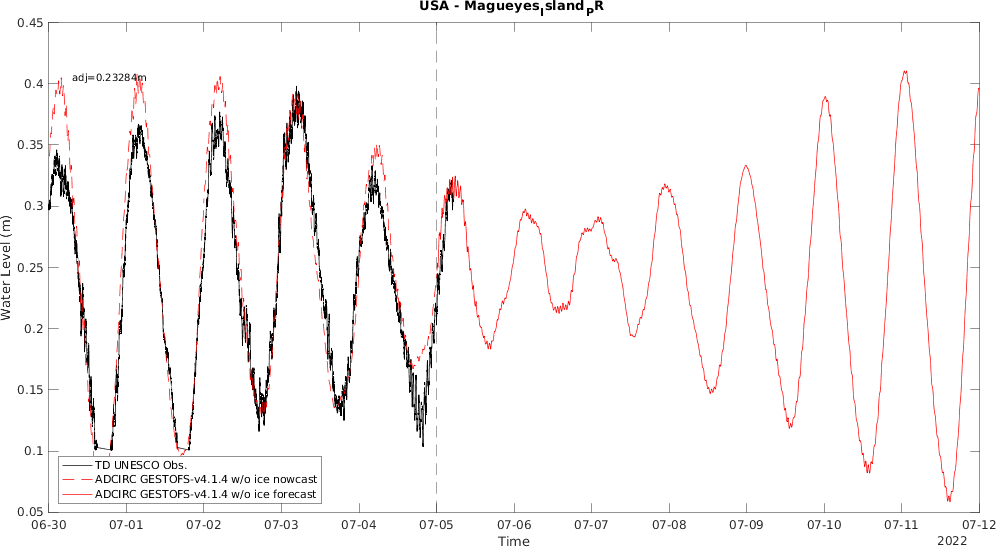 USA - Magueyes_Island_PR
adj=0.23284m
0.45
0.4
0.35
0.3
0.25
0.2
0.15
0.1
0.05
Water Level (m)
TD UNESCO Obs.
ADCIRC GESTOFS-v4.1.4 w/o ice nowcast
ADCIRC GESTOFS-v4.1.4 w/o ice forecast
06-30 07-01 07-02 07-03 07-04 07-05 07-06 07-07 07-08 07-09 07-10 07-11 07-12
Time
2022